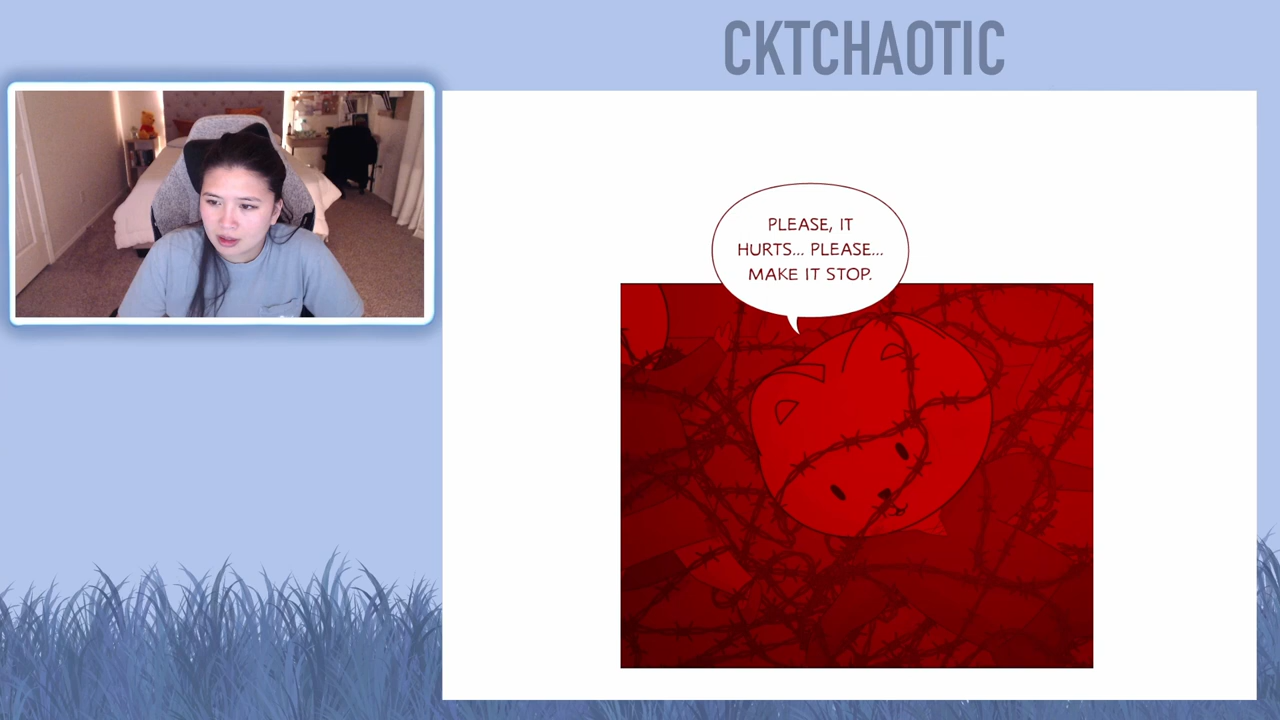 CKTCHAOTIC
PLEASE, IT
HURTS... PLEASE...
MAKE IT STOP.